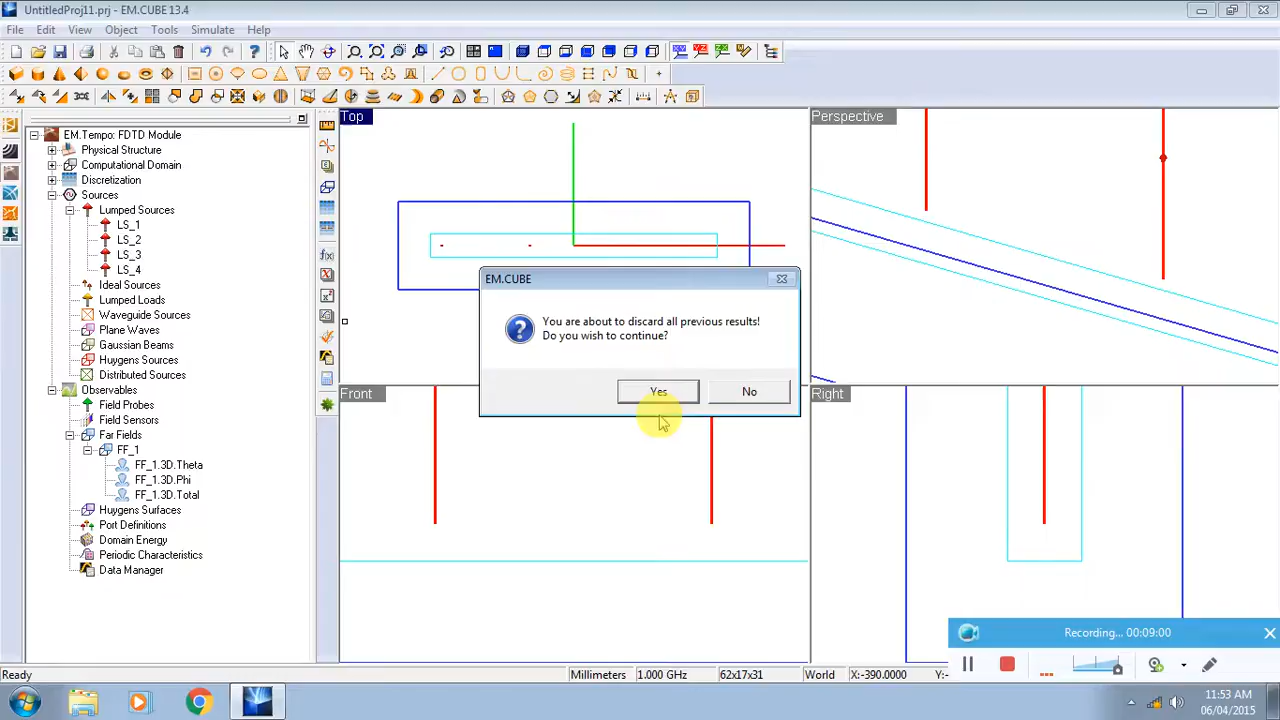 UntitledProj11.prj - EM.CUBE 13.4
File Edit View Object Tools Simulate Help
EM.Tempo: FDTD Module
Physical Structure
Computational Domain
Discretization
Sources
Lumped Sources
LS_1
LS_2
LS_3
LS_4
Ideal Sources
Lumped Loads
Waveguide Sources
Plane Waves
Gaussian Beams
Huygens Sources
Distributed Sources
Observables
Field Probes
Field Sensors
Far Fields
FF_1
FF_1.3D.Theta
FF_1.3D.Phi
FF_1.3D.Total
Huygens Surfaces
Port Definitions
Domain Energy
Periodic Characteristics
Data Manager
Top
Perspective
EM.CUBE
You are about to discard all previous results!
Do you wish to continue?
Yes No
Front
Right
Recording... 00:09:00
Ready Millimeters 1.000 GHz 62x17x31 World X:-390.0000 Y:-
11:53 AM
06/04/2015